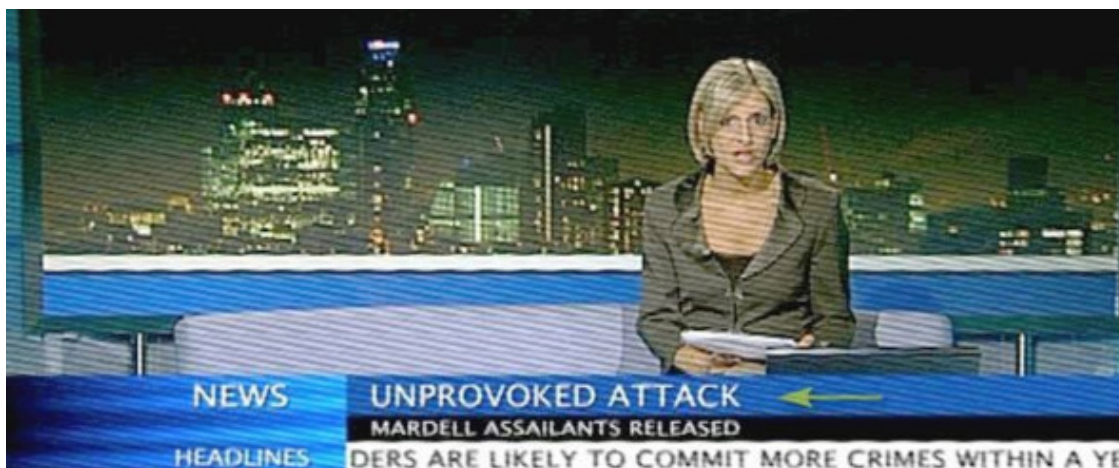 NEWS
UNPROVOKED ATTACK
MARDELL ASSAILANTS RELEASED
HEADLINES
DERS ARE LIKELY TO COMMIT MORE CRIMES WITHIN A